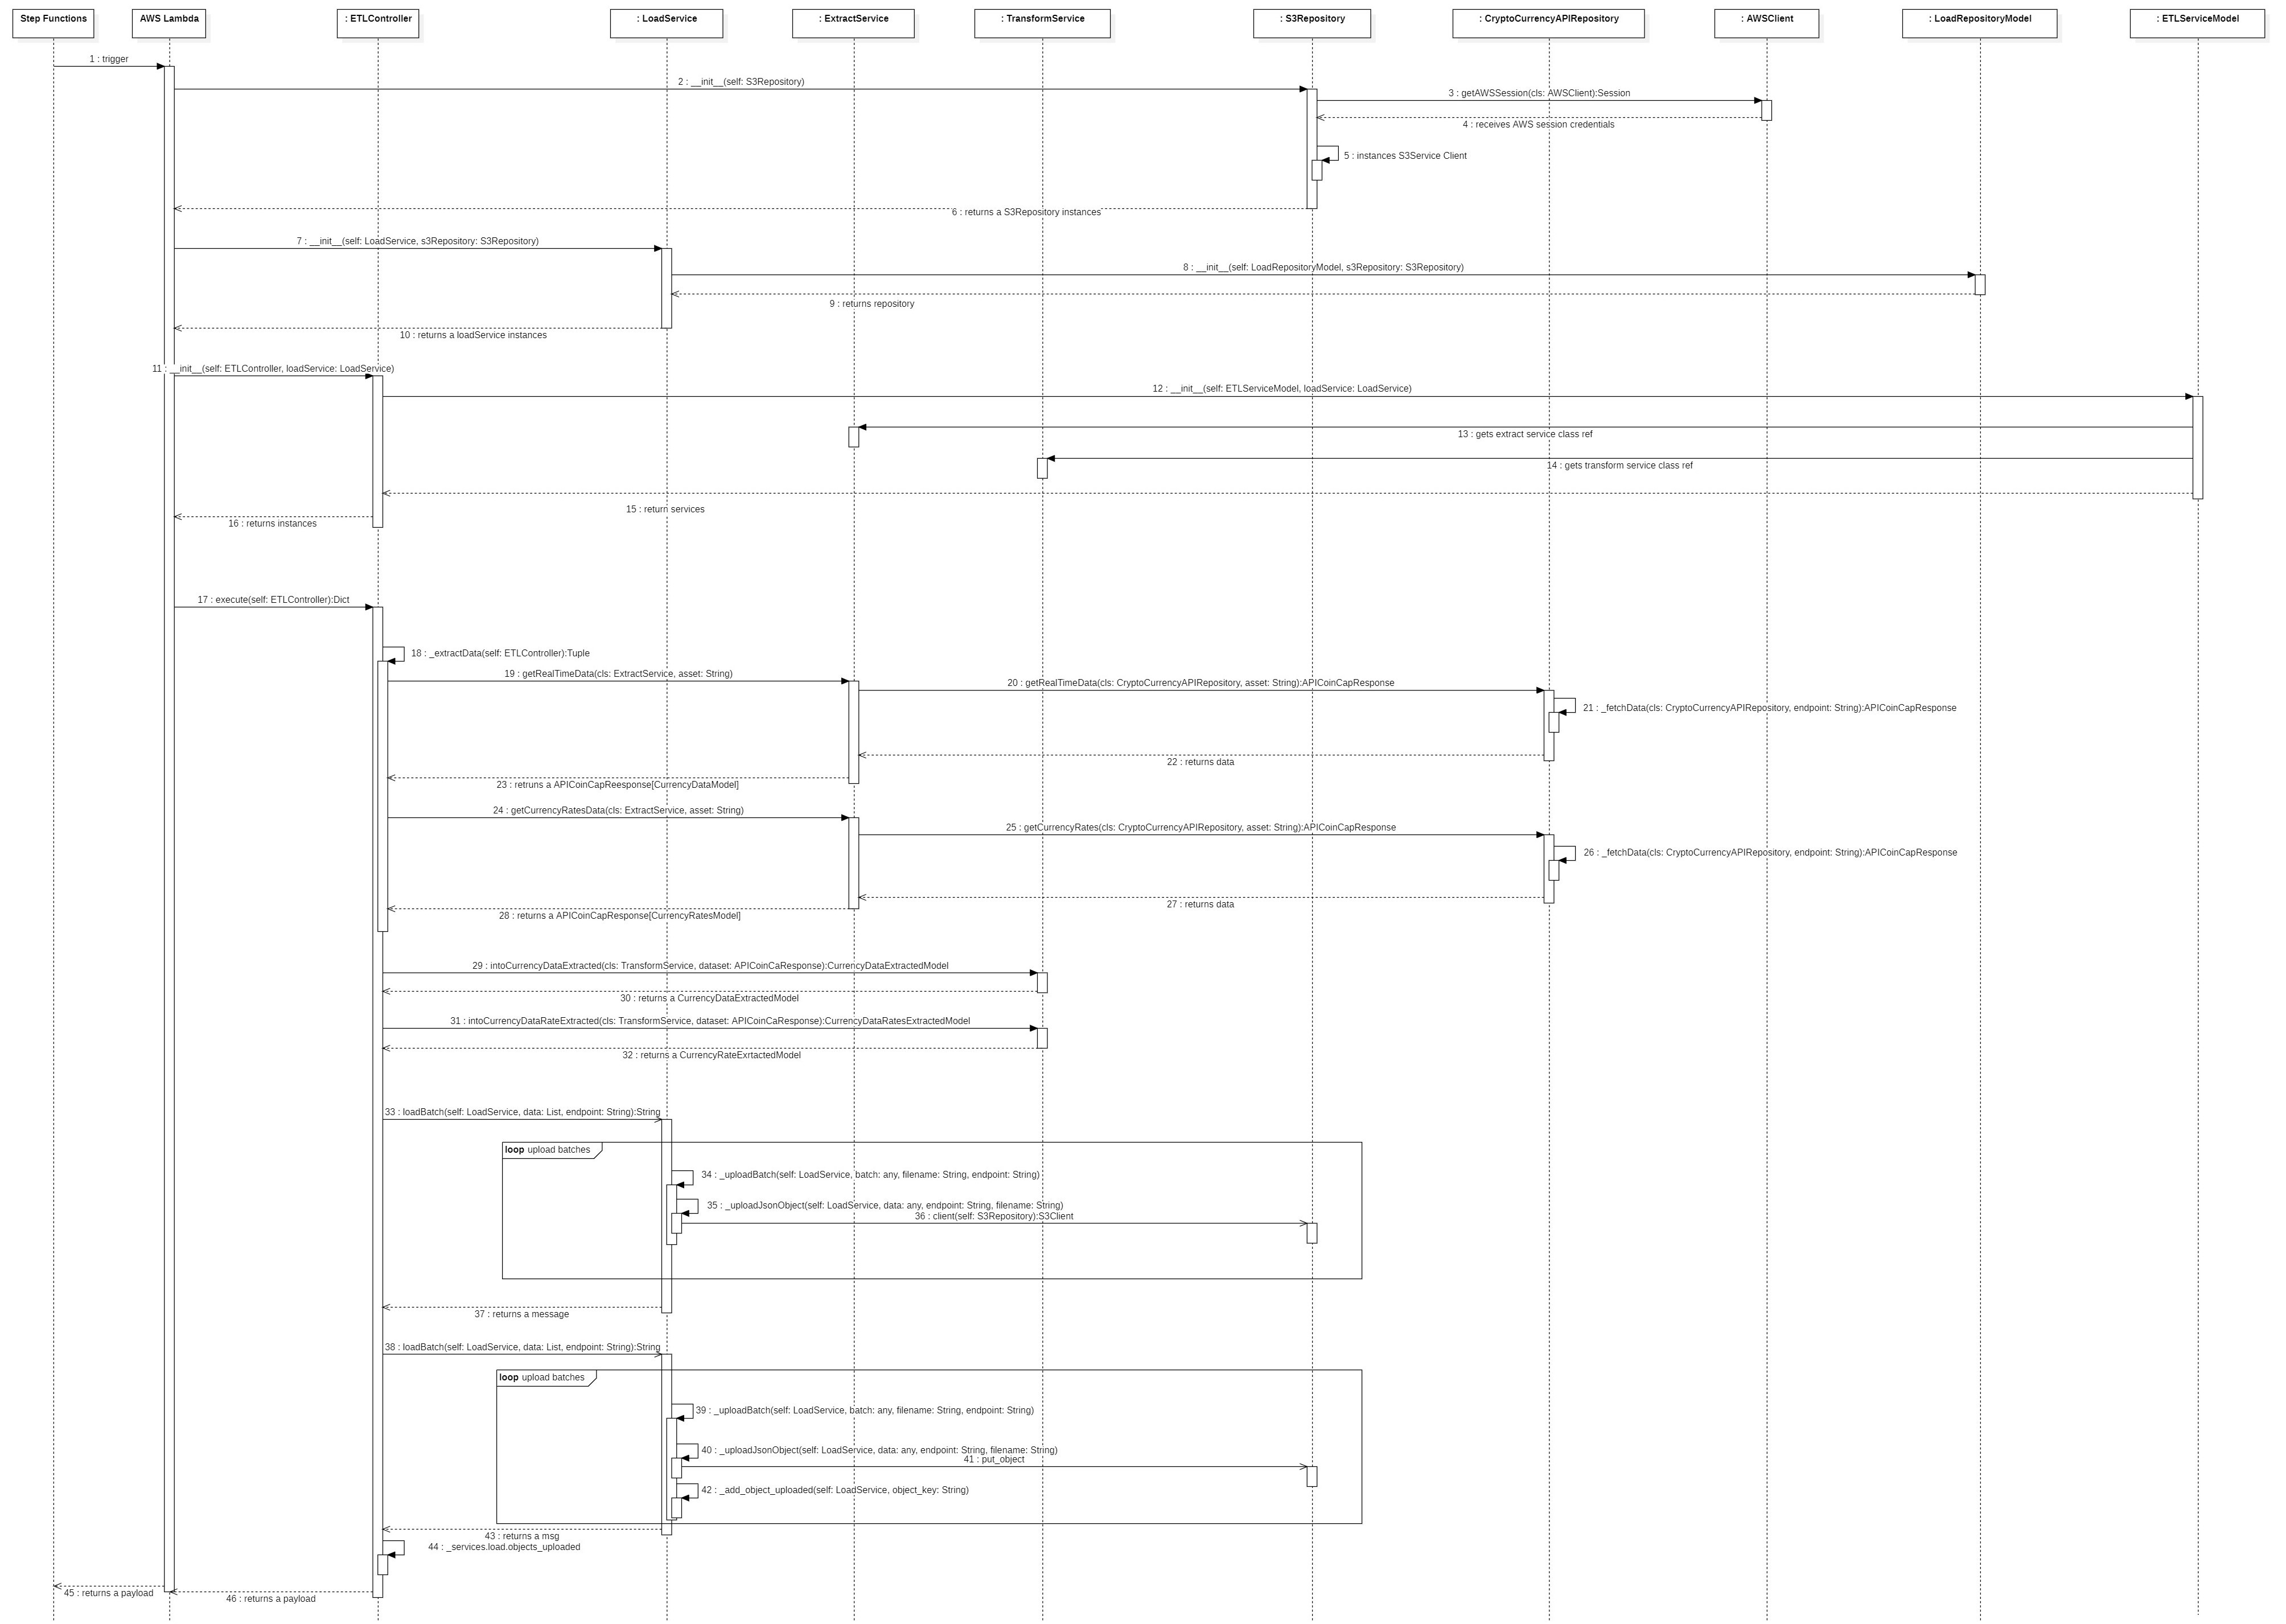 Step Functions
AWS Lambda
: ETLController
: LoadService
: ExtractService
: TransformService
: S3Repository
: CryptoCurrencyAPIRepository
: AWSClient
: LoadRepositoryModel
: ETLServiceModel
1 : trigger
2 : __init__(self: S3Repository)
3 : getAWSSession(cls: AWSClient):Session
4 : receives AWS session credentials
5 : instances S3Service Client
6 : returns a S3Repository instances
7 : __init__(self: LoadService, s3Repository: S3Repository)
8 : __init__(self: LoadRepositoryModel, s3Repository: S3Repository)
9 : returns repository
10 : returns a loadService instances
11 : __init__(self: ETLController, loadService: LoadService)
12 : __init__(self: ETLServiceModel, loadService: LoadService)
13 : gets extract service class ref
14 : gets transform service class ref
15 : return services
16 : returns instances
17 : execute(self: ETLController):Dict
18 : _extractData(self: ETLController):Tuple
19 : getRealTimeData(cls: ExtractService, asset: String)
20 : getRealTimeData(cls: CryptoCurrencyAPIRepository, asset: String):APICoinCapResponse
21 : _fetchData(cls: CryptoCurrencyAPIRepository, endpoint: String):APICoinCapResponse
22 : returns data
23 : retruns a APICoinCapReesponse[CurrencyDataModel]
24 : getCurrencyRatesData(cls: ExtractService, asset: String)
25 : getCurrencyRates(cls: CryptoCurrencyAPIRepository, asset: String):APICoinCapResponse
26 : _fetchData(cls: CryptoCurrencyAPIRepository, endpoint: String):APICoinCapResponse
27 : returns data
28 : returns a APICoinCapResponse[CurrencyRatesModel]
29 : intoCurrencyDataExtracted(cls: TransformService, dataset: APICoinCaResponse):CurrencyDataExtractedModel
30 : returns a CurrencyDataExtractedModel
31 : intoCurrencyDataRateExtracted(cls: TransformService, dataset: APICoinCaResponse):CurrencyDataRatesExtractedModel
32 : returns a CurrencyRateExrtactedModel
33 : loadBatch(self: LoadService, data: List, endpoint: String):String
loop upload batches
34 : _uploadBatch(self: LoadService, batch: any, filename: String, endpoint: String)
35 : _uploadJsonObject(self: LoadService, data: any, endpoint: String, filename: String)
36 : client(self: S3Repository):S3Client
37 : returns a message
38 : loadBatch(self: LoadService, data: List, endpoint: String):String
loop upload batches
39 : _uploadBatch(self: LoadService, batch: any, filename: String, endpoint: String)
40 : _uploadJsonObject(self: LoadService, data: any, endpoint: String, filename: String)
41 : put_object
42 : _add_object_uploaded(self: LoadService, object_key: String)
43 : returns a msg
44 : _services.load.objects_uploaded
45 : returns a payload
46 : returns a payload